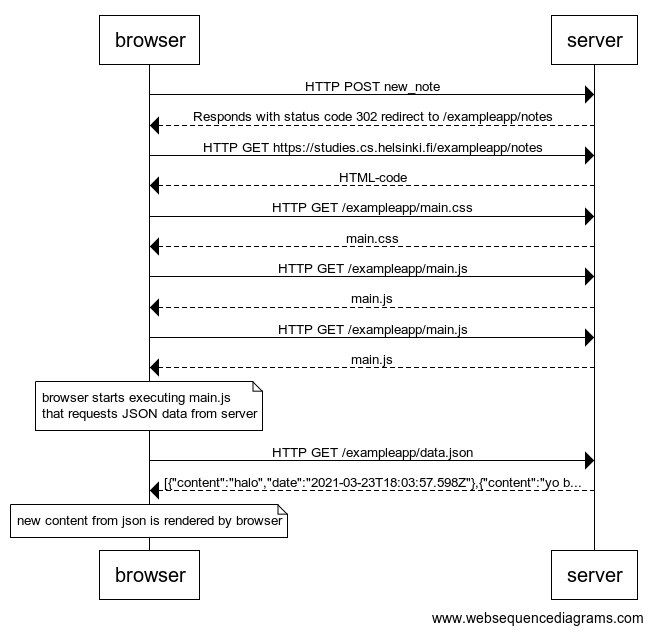 browser
server
HTTP POST new_note
Responds with status code 302 redirect to /exampleapp/notes
HTTP GET https://studies.cs.helsinki.fi/exampleapp/notes
HTML-code
HTTP GET /exampleapp/main.css
main.css
HTTP GET /exampleapp/main.js
main.js
HTTP GET /exampleapp/main.js
main.js
browser starts executing main.js
that requests JSON data from server
HTTP GET /exampleapp/data.json
[{"content":"halo","date":"2021-03-23T18:03:57.598Z"},{"content":"yo b...
new content from json is rendered by browser
browser
server
www.websequencediagrams.com